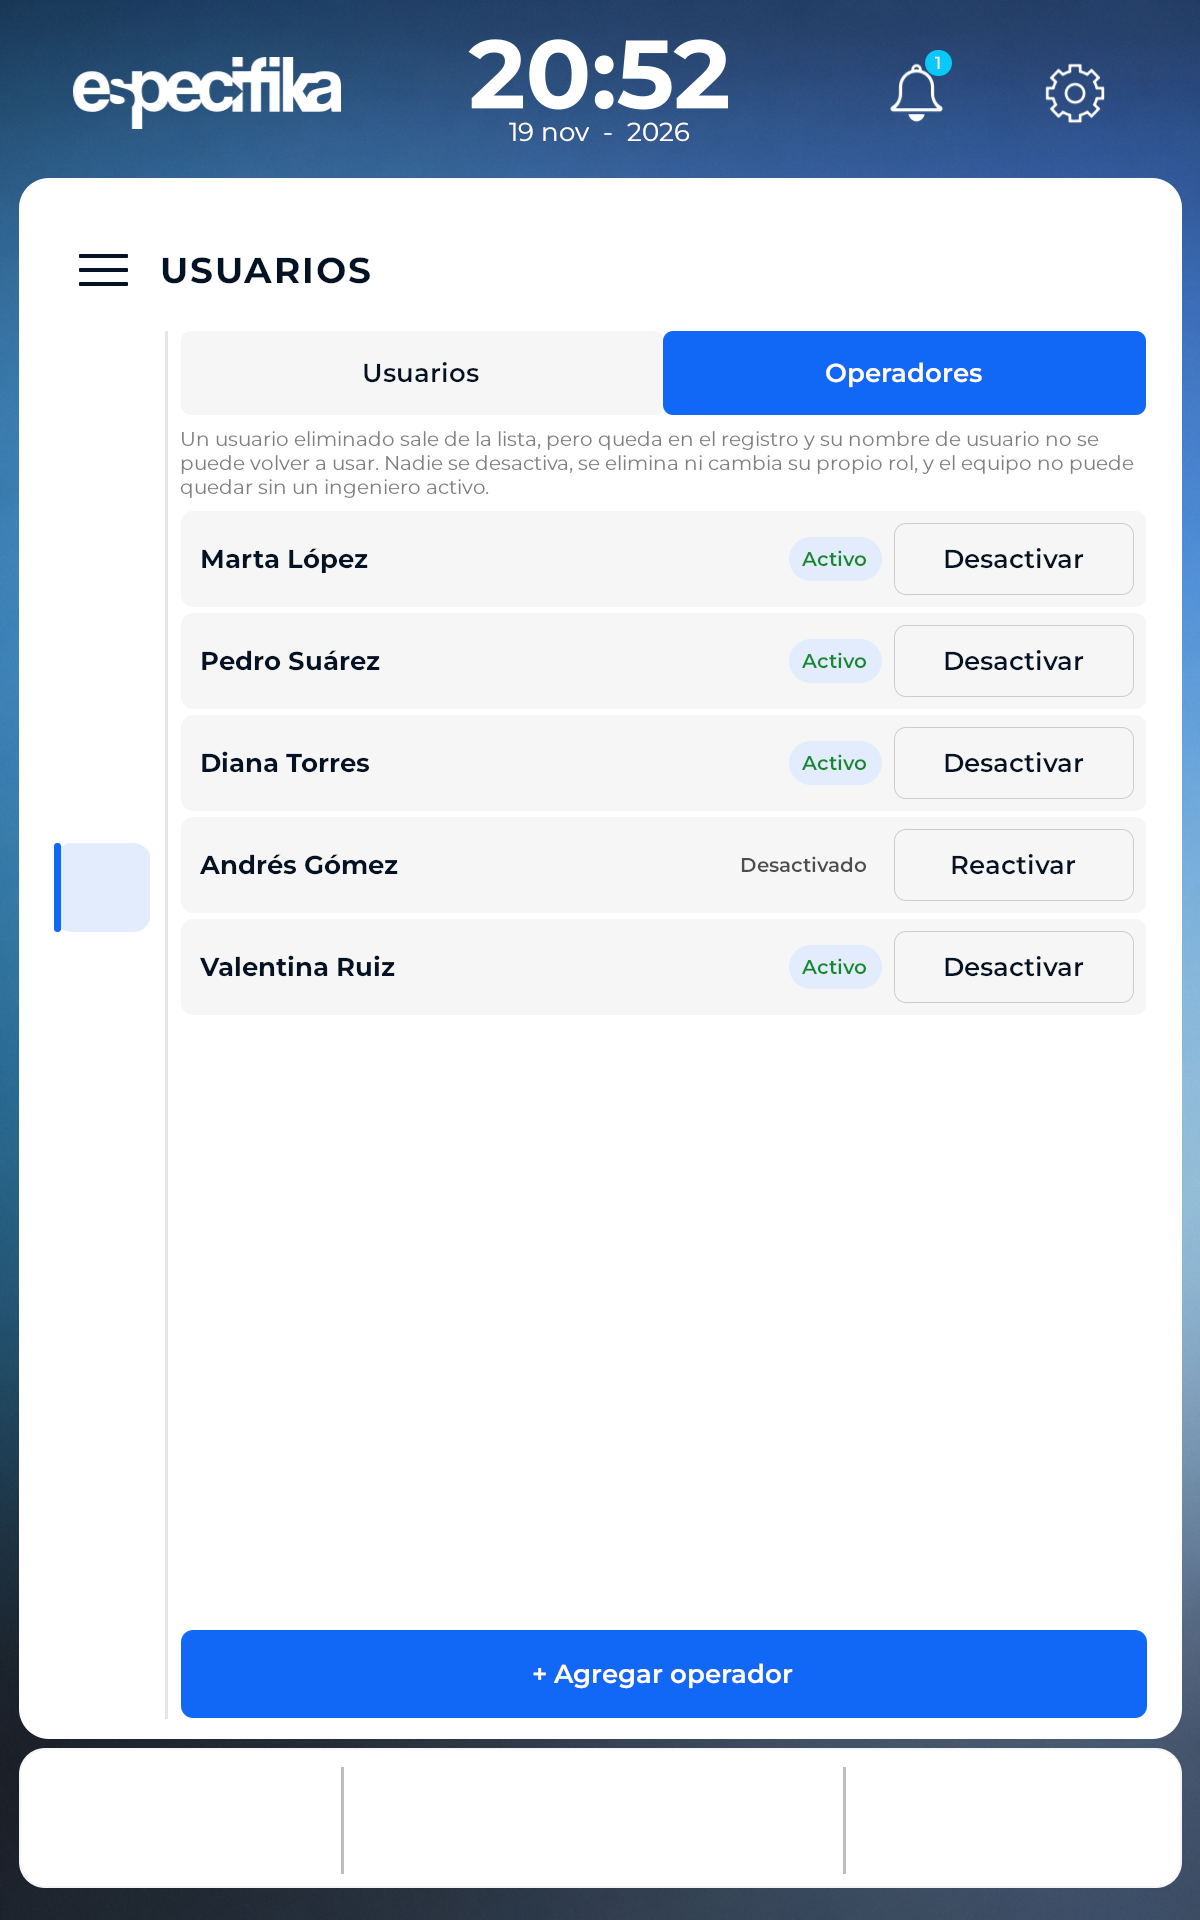 especifika
20:52
19 nov - 2026
1
USUARIOS
Usuarios
Operadores
Un usuario eliminado sale de la lista, pero queda en el registro y su nombre de usuario no se
puede volver a usar. Nadie se desactiva, se elimina ni cambia su propio rol, y el equipo no puede
quedar sin un ingeniero activo.
Marta López
Activo
Desactivar
Pedro Suárez
Activo
Desactivar
Diana Torres
Activo
Desactivar
Andrés Gómez
Desactivado
Reactivar
Valentina Ruiz
Activo
Desactivar
+ Agregar operador